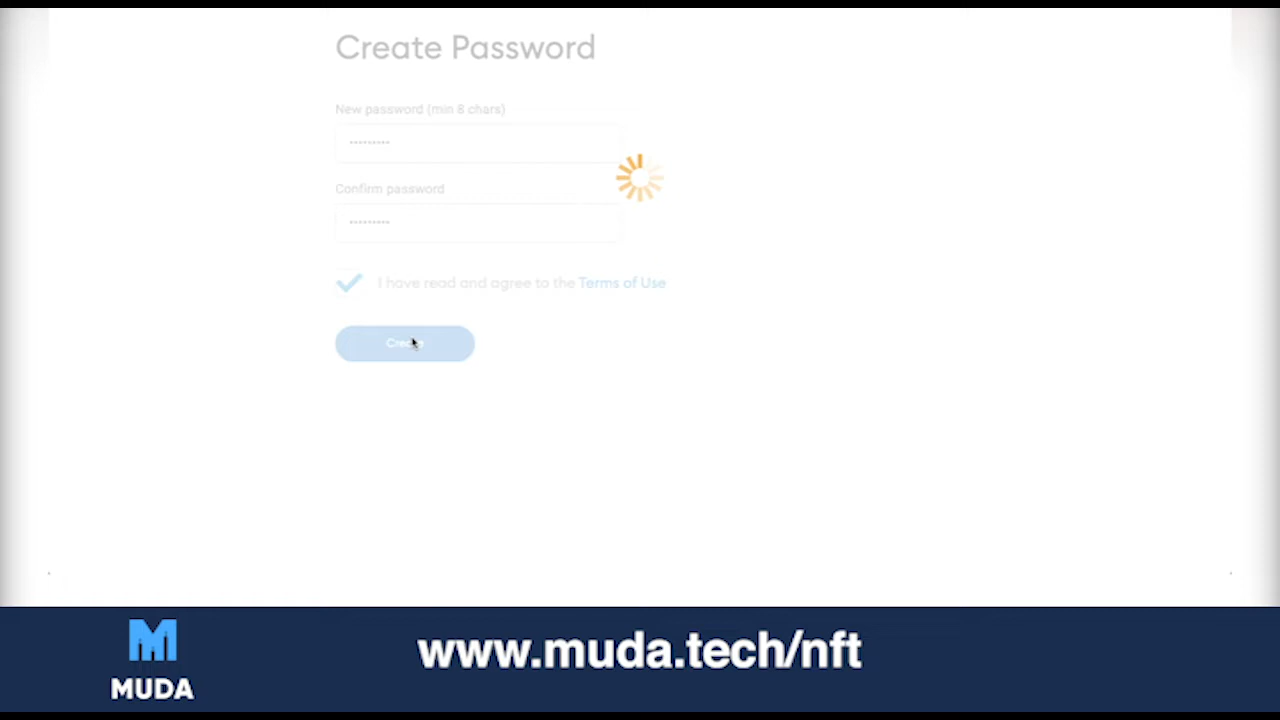 Create Password
New password (min 8 chars)
•••••••••
Confirm password
•••••••••
I have read and agree to the Terms of Use
Create
www.muda.tech/nft
MUDA